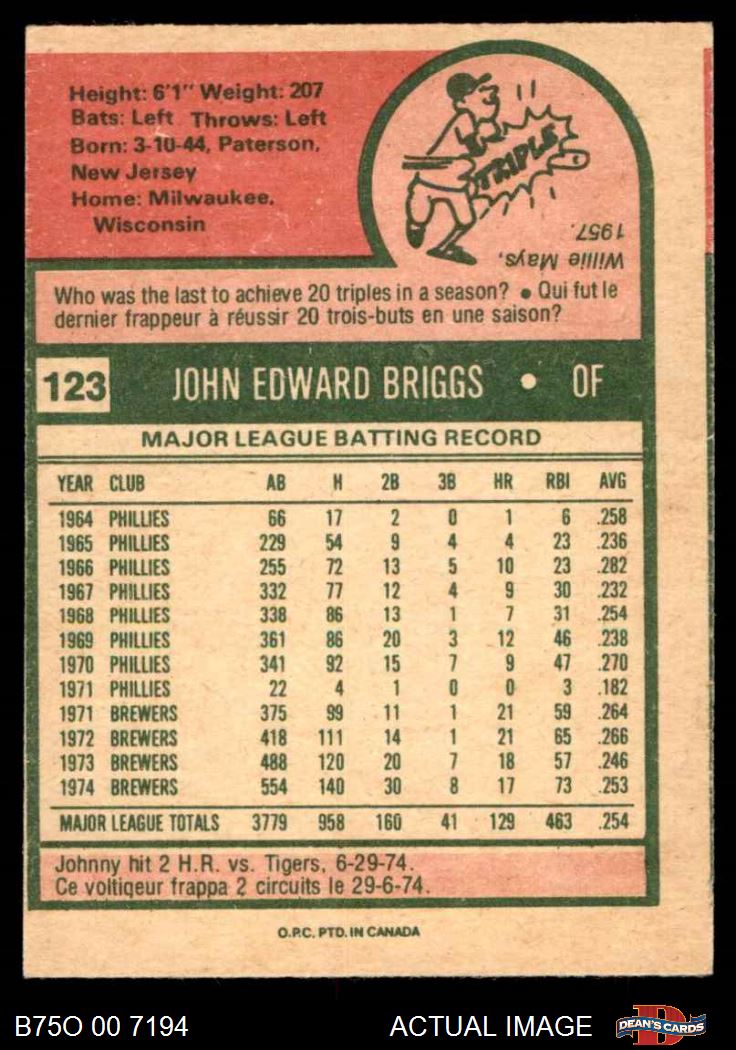 Height: 6'1" Weight: 207
Bats: Left Throws: Left
Born: 3-10-44, Paterson,
New Jersey
Home: Milwaukee,
Wisconsin
TRIPLE
Willie Mays,
1957.
Who was the last to achieve 20 triples in a season? • Qui fut le
dernier frappeur à réussir 20 trois-buts en une saison?
123 JOHN EDWARD BRIGGS • OF
MAJOR LEAGUE BATTING RECORD
YEAR CLUB AB H 2B 3B HR RBI AVG
1964 PHILLIES 66 17 2 0 1 6 .258
1965 PHILLIES 229 54 9 4 4 23 .236
1966 PHILLIES 255 72 13 5 10 23 .282
1967 PHILLIES 332 77 12 4 9 30 .232
1968 PHILLIES 338 86 13 1 7 31 .254
1969 PHILLIES 361 86 20 3 12 46 .238
1970 PHILLIES 341 92 15 7 9 47 .270
1971 PHILLIES 22 4 1 0 0 3 .182
1971 BREWERS 375 99 11 1 21 59 .264
1972 BREWERS 418 111 14 1 21 65 .266
1973 BREWERS 488 120 20 7 18 57 .246
1974 BREWERS 554 140 30 8 17 73 .253
MAJOR LEAGUE TOTALS 3779 958 160 41 129 463 .254
Johnny hit 2 H.R. vs. Tigers, 6-29-74.
Ce voltigeur frappa 2 circuits le 29-6-74.
O.P.C. PTD. IN CANADA
B75O 00 7194 ACTUAL IMAGE D DEAN'S CARDS